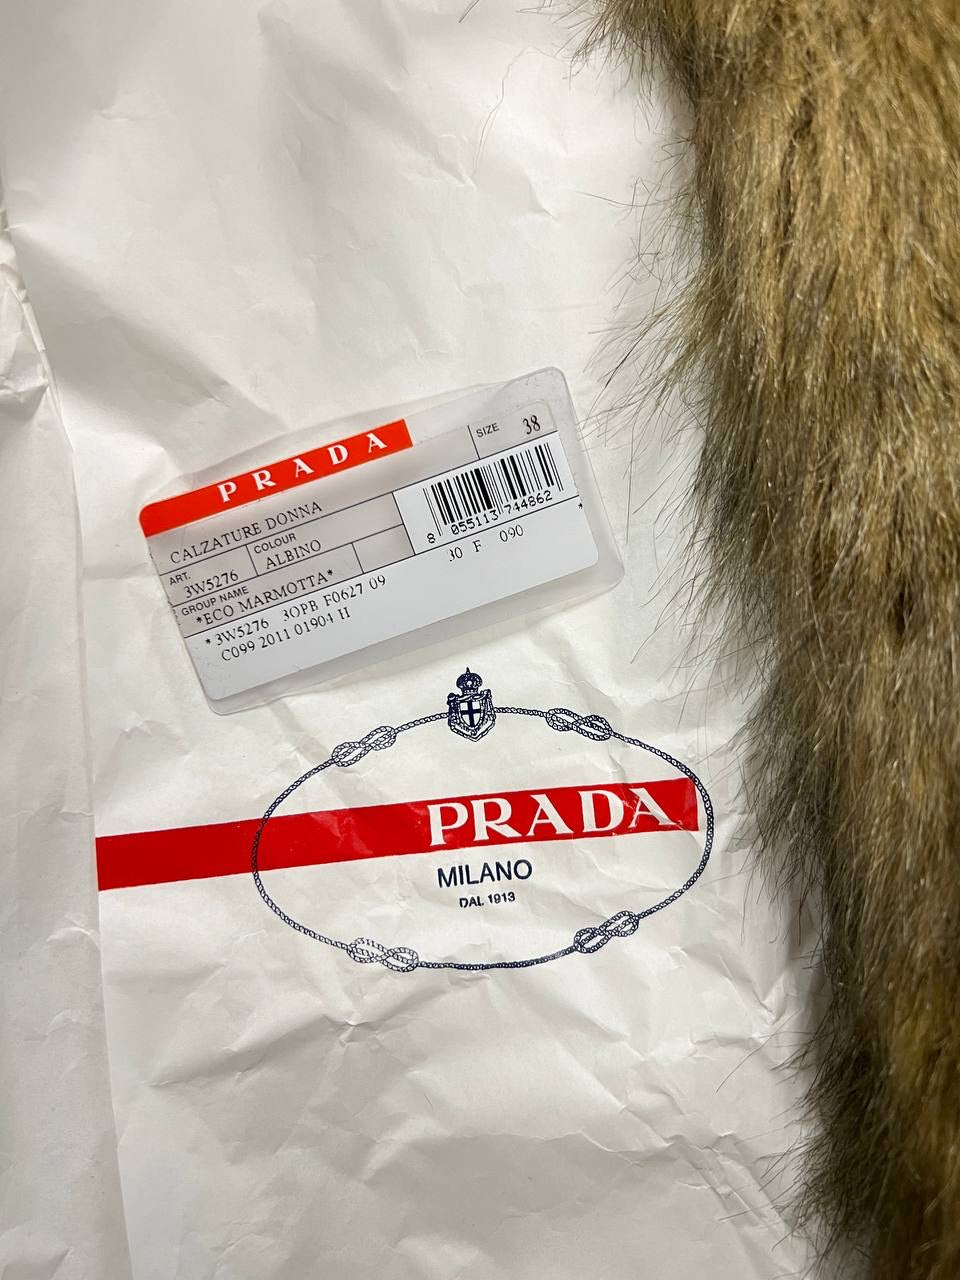 PRADA
SIZE 38
CALZATURE DONNA
ART. 3W5276
COLOUR ALBINO
8 055113 744862
GROUP NAME
*ECO MARMOTTA*
* 3W5276 3OPB F0627 09 F 090 *
C099 2011 01904 II
PRADA
MILANO
DAL 1913